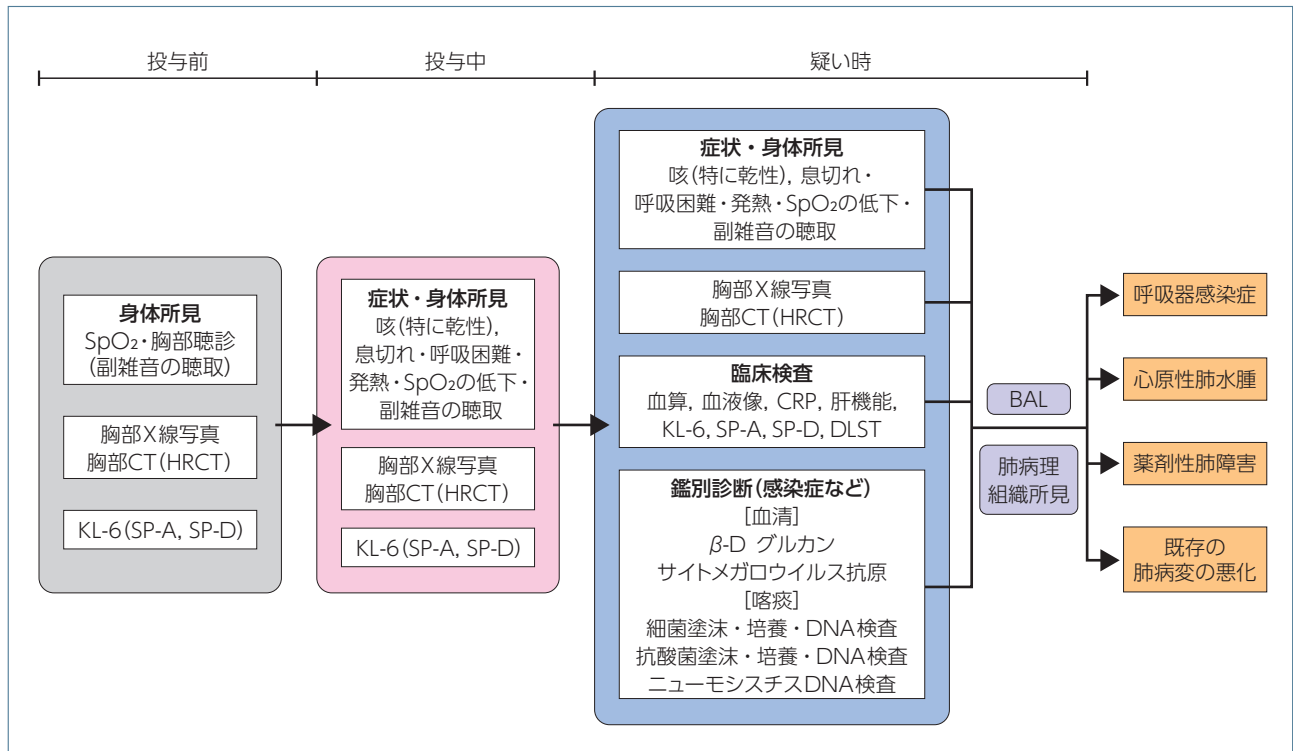 投与前
投与中
疑い時
身体所見
SpO₂・胸部聴診
(副雑音の聴取)
胸部X線写真
胸部CT(HRCT)
KL-6(SP-A, SP-D)
症状・身体所見
咳(特に乾性),
息切れ・呼吸困難・
発熱・SpO₂の低下・
副雑音の聴取
胸部X線写真
胸部CT(HRCT)
KL-6(SP-A, SP-D)
症状・身体所見
咳(特に乾性), 息切れ・
呼吸困難・発熱・SpO₂の低下・
副雑音の聴取
胸部X線写真
胸部CT(HRCT)
臨床検査
血算, 血液像, CRP, 肝機能,
KL-6, SP-A, SP-D, DLST
鑑別診断(感染症など)
[血清]
β-D グルカン
サイトメガロウイルス抗原
[喀痰]
細菌塗沫・培養・DNA検査
抗酸菌塗沫・培養・DNA検査
ニューモシスチスDNA検査
BAL
肺病理
組織所見
呼吸器感染症
心原性肺水腫
薬剤性肺障害
既存の
肺病変の悪化